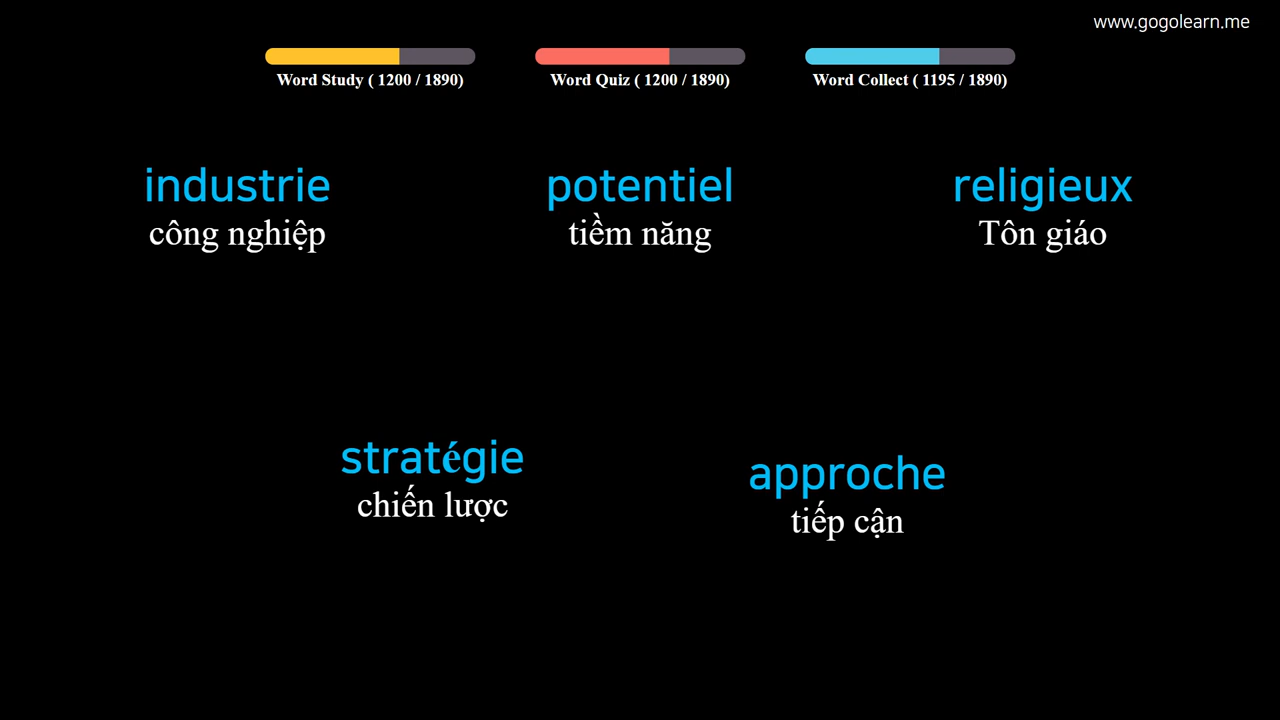 www.gogolearn.me
Word Study ( 1200 / 1890)
Word Quiz ( 1200 / 1890)
Word Collect ( 1195 / 1890)
industrie
công nghiệp
potentiel
tiềm năng
religieux
Tôn giáo
stratégie
chiến lược
approche
tiếp cận